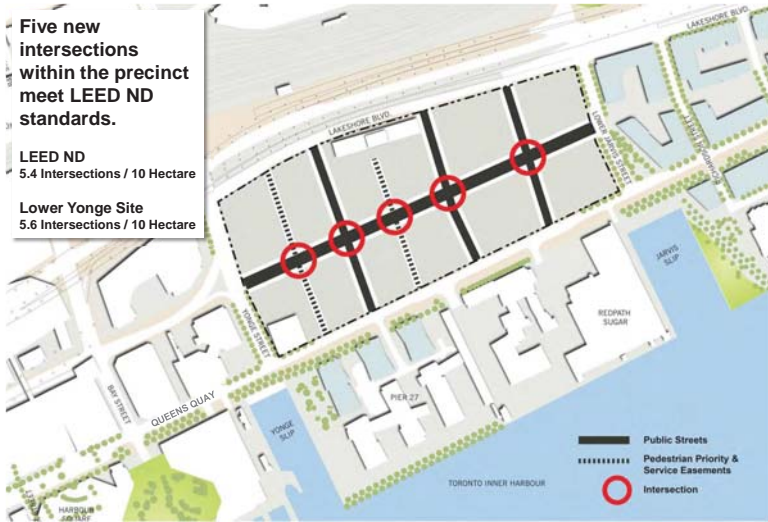 Five new
intersections
within the precinct
meet LEED ND
standards.
LEED ND
5.4 Intersections / 10 Hectare
Lower Yonge Site
5.6 Intersections / 10 Hectare
LAKESHORE BLVD.
LAKESHORE BLVD.
LOWER JARVIS STREET
JARVIS
SLIP
REDPATH
SUGAR
YONGE STREET
BAY STREET
QUEENS QUAY
PIER 27
YONGE
SLIP
TORONTO INNER HARBOUR
HARBOUR
SQUARE
Public Streets
Pedestrian Priority &
Service Easements
Intersection